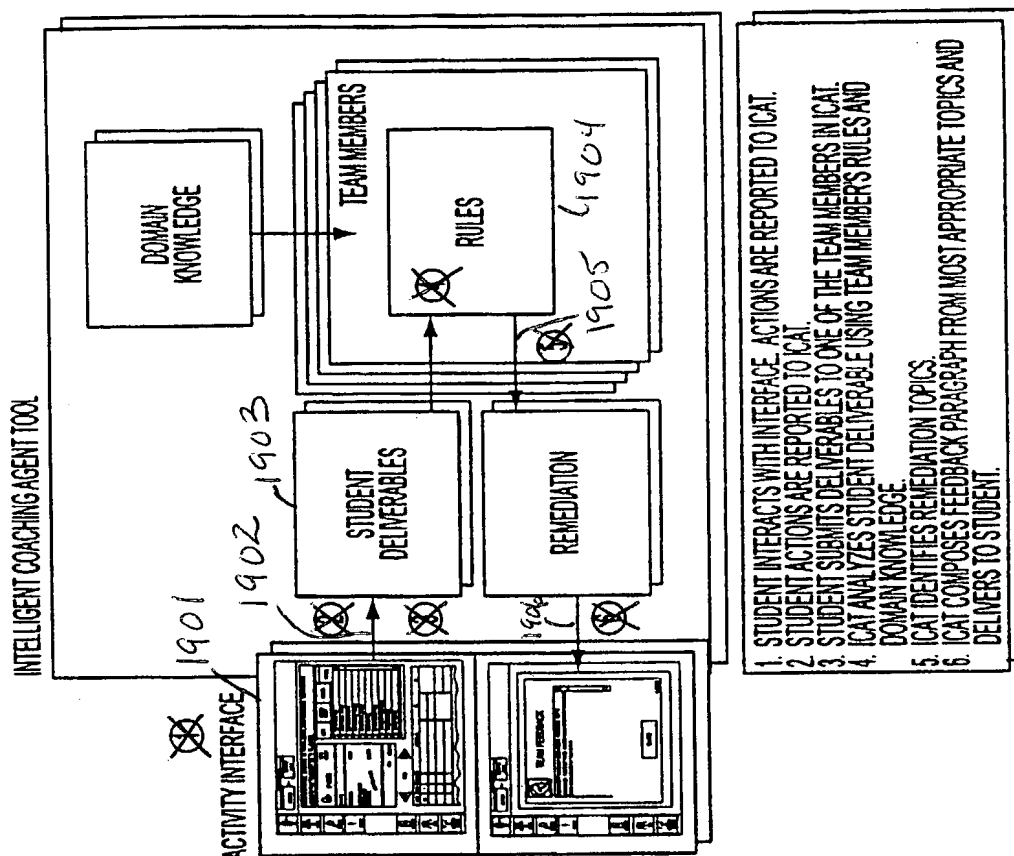 INTELLIGENT COACHING AGENT TOOL
ACTIVITY INTERFACE
1901
1902
1903
STUDENT
DELIVERABLES
DOMAIN
KNOWLEDGE
TEAM MEMBERS
RULES
1904
1905
REMEDIATION
1906
TEAM FEEDBACK
1. STUDENT INTERACTS WITH INTERFACE. ACTIONS ARE REPORTED TO ICAT.
2. STUDENT ACTIONS ARE REPORTED TO ICAT.
3. STUDENT SUBMITS DELIVERABLES TO ONE OF THE TEAM MEMBERS IN ICAT.
4. ICAT ANALYZES STUDENT DELIVERABLE USING TEAM MEMBER'S RULES AND
DOMAIN KNOWLEDGE.
5. ICAT IDENTIFIES REMEDIATION TOPICS.
6. ICAT COMPOSES FEEDBACK PARAGRAPH FROM MOST APPROPRIATE TOPICS AND
DELIVERS TO STUDENT.